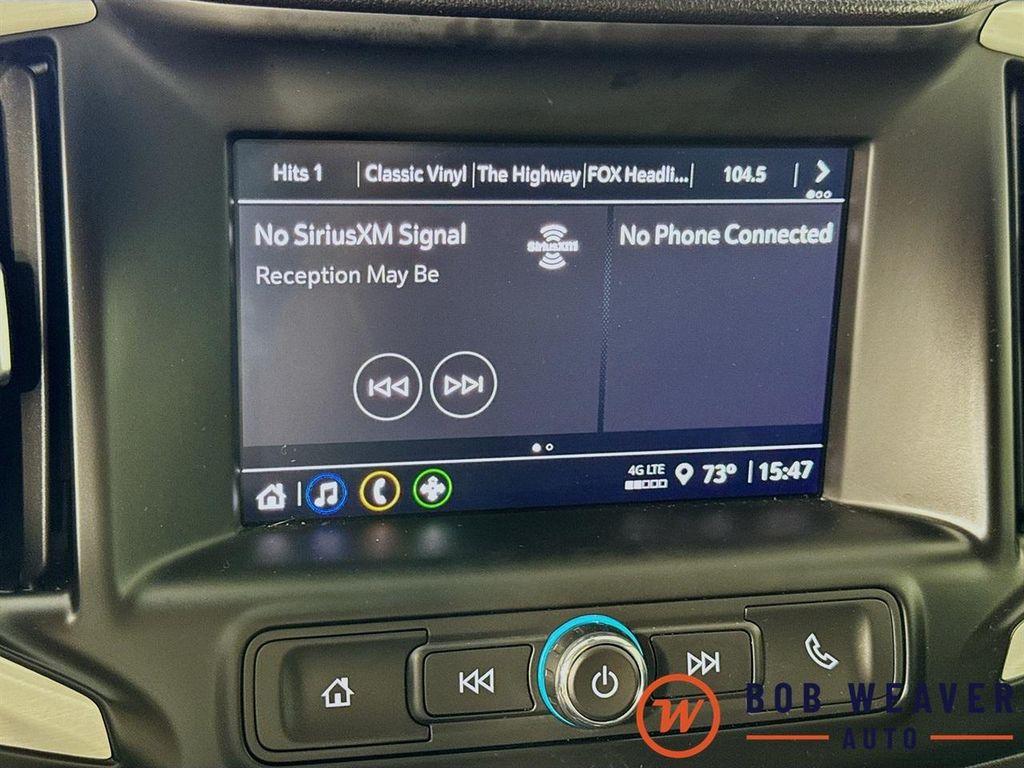 Hits 1 | Classic Vinyl | The Highway | FOX Headli... | 104.5
No SiriusXM Signal
SiriusXM
No Phone Connected
Reception May Be
4G LTE
73° | 15:47
W BOB WEAVER
AUTO